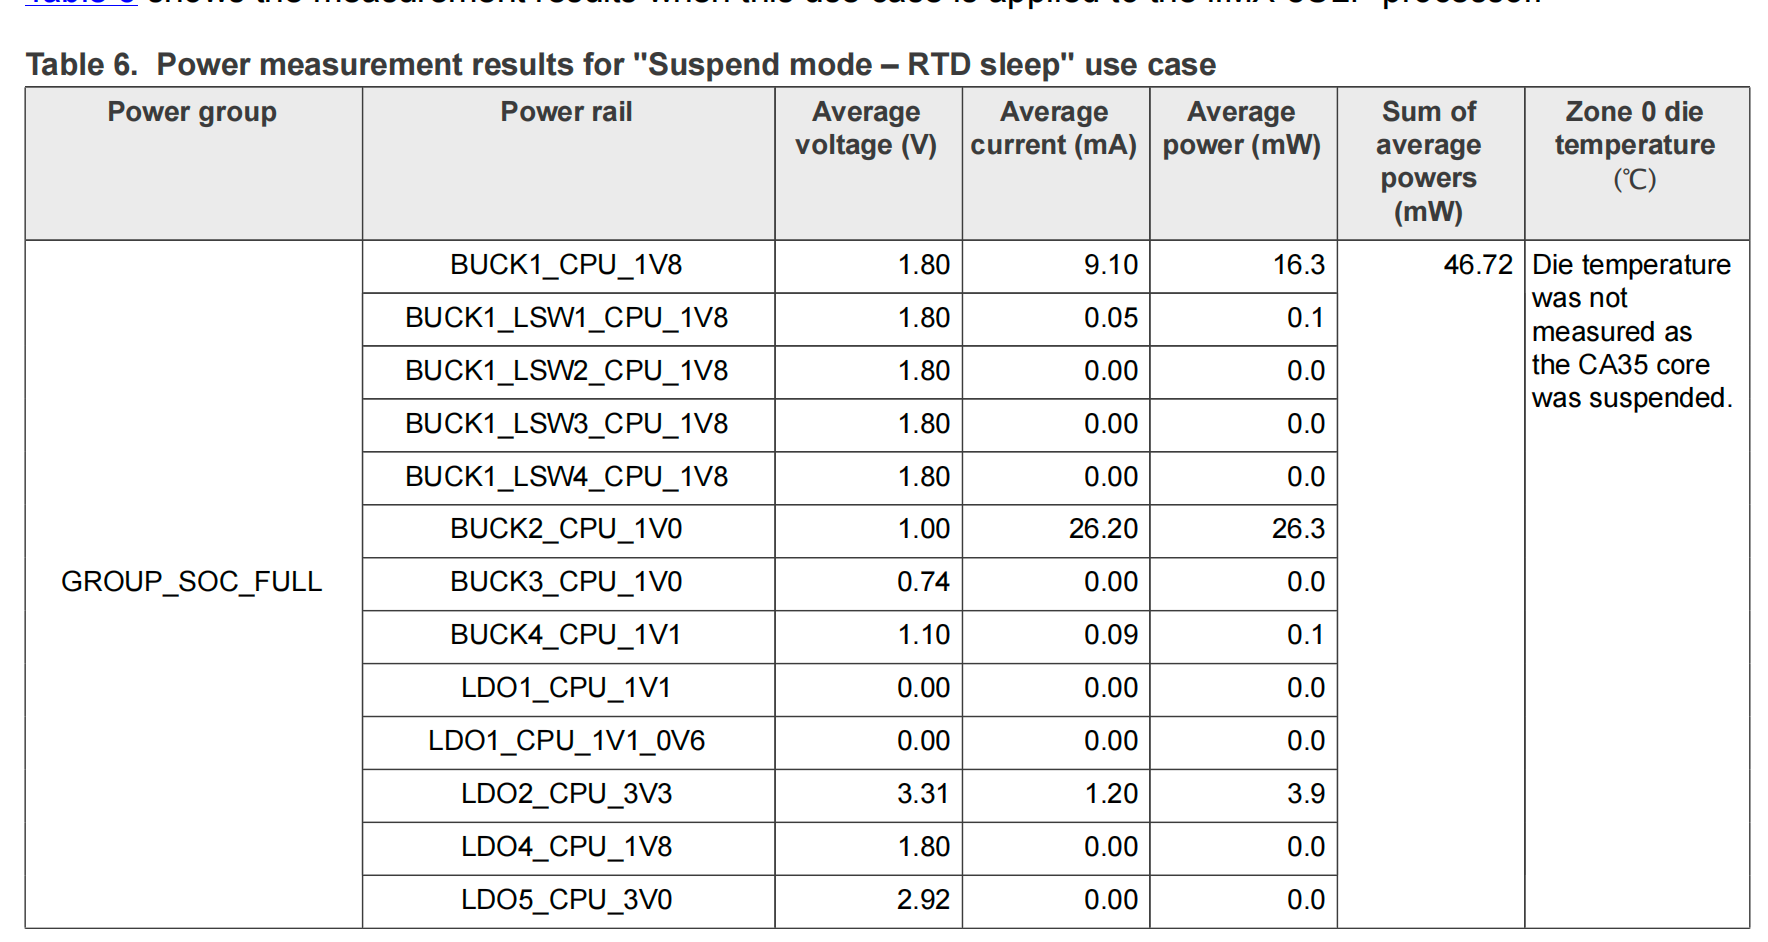 Table 6. Power measurement results for "Suspend mode – RTD sleep" use case
Power group Power rail Average voltage (V) Average current (mA) Average power (mW) Sum of average powers (mW) Zone 0 die temperature (℃)
GROUP_SOC_FULL
BUCK1_CPU_1V8 1.80 9.10 16.3 46.72 Die temperature was not measured as the CA35 core was suspended.
BUCK1_LSW1_CPU_1V8 1.80 0.05 0.1
BUCK1_LSW2_CPU_1V8 1.80 0.00 0.0
BUCK1_LSW3_CPU_1V8 1.80 0.00 0.0
BUCK1_LSW4_CPU_1V8 1.80 0.00 0.0
BUCK2_CPU_1V0 1.00 26.20 26.3
BUCK3_CPU_1V0 0.74 0.00 0.0
BUCK4_CPU_1V1 1.10 0.09 0.1
LDO1_CPU_1V1 0.00 0.00 0.0
LDO1_CPU_1V1_0V6 0.00 0.00 0.0
LDO2_CPU_3V3 3.31 1.20 3.9
LDO4_CPU_1V8 1.80 0.00 0.0
LDO5_CPU_3V0 2.92 0.00 0.0